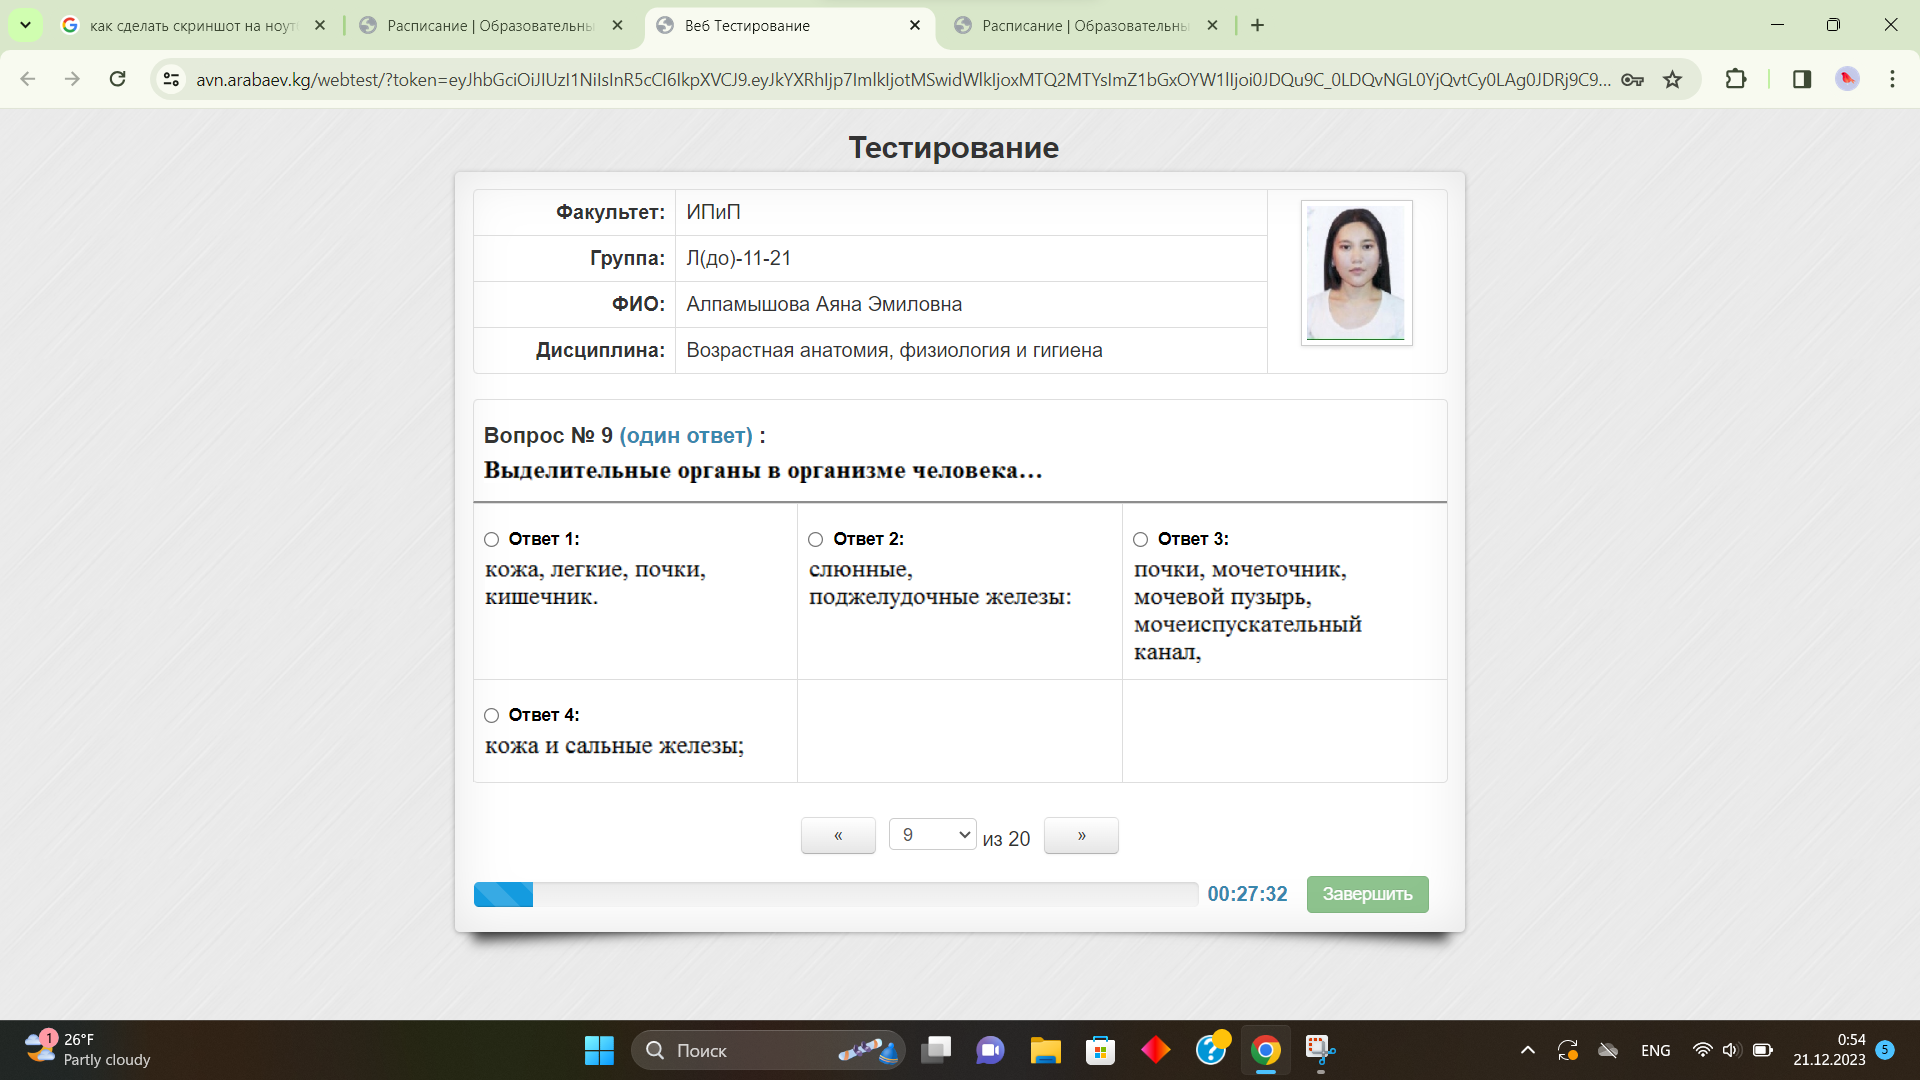 как сделать скриншот на ноут
Расписание | Образовательны
Веб Тестирование
Расписание | Образовательны
avn.arabaev.kg/webtest/?token=eyJhbGciOiJIUzI1NiIsInR5cCI6IkpXVCJ9.eyJkYXRhIjp7ImlkIjotMSwidWlkIjoxMTQ2MTYsImZ1bGxOYW1lIjoi0JDQu9C_0LDQvNGL0YjQvtCy0LAg0JDRj9C9...
Тестирование
Факультет: ИПиП
Группа: Л(до)-11-21
ФИО: Алпамышова Аяна Эмиловна
Дисциплина: Возрастная анатомия, физиология и гигиена
Вопрос № 9 (один ответ) :
Выделительные органы в организме человека…
Ответ 1:
кожа, легкие, почки,
кишечник.
Ответ 2:
слюнные,
поджелудочные железы:
Ответ 3:
почки, мочеточник,
мочевой пузырь,
мочеиспускательный
канал,
Ответ 4:
кожа и сальные железы;
« 9 из 20 »
00:27:32 Завершить
1
26°F
Partly cloudy
Поиск
ENG
0:54
21.12.2023
5